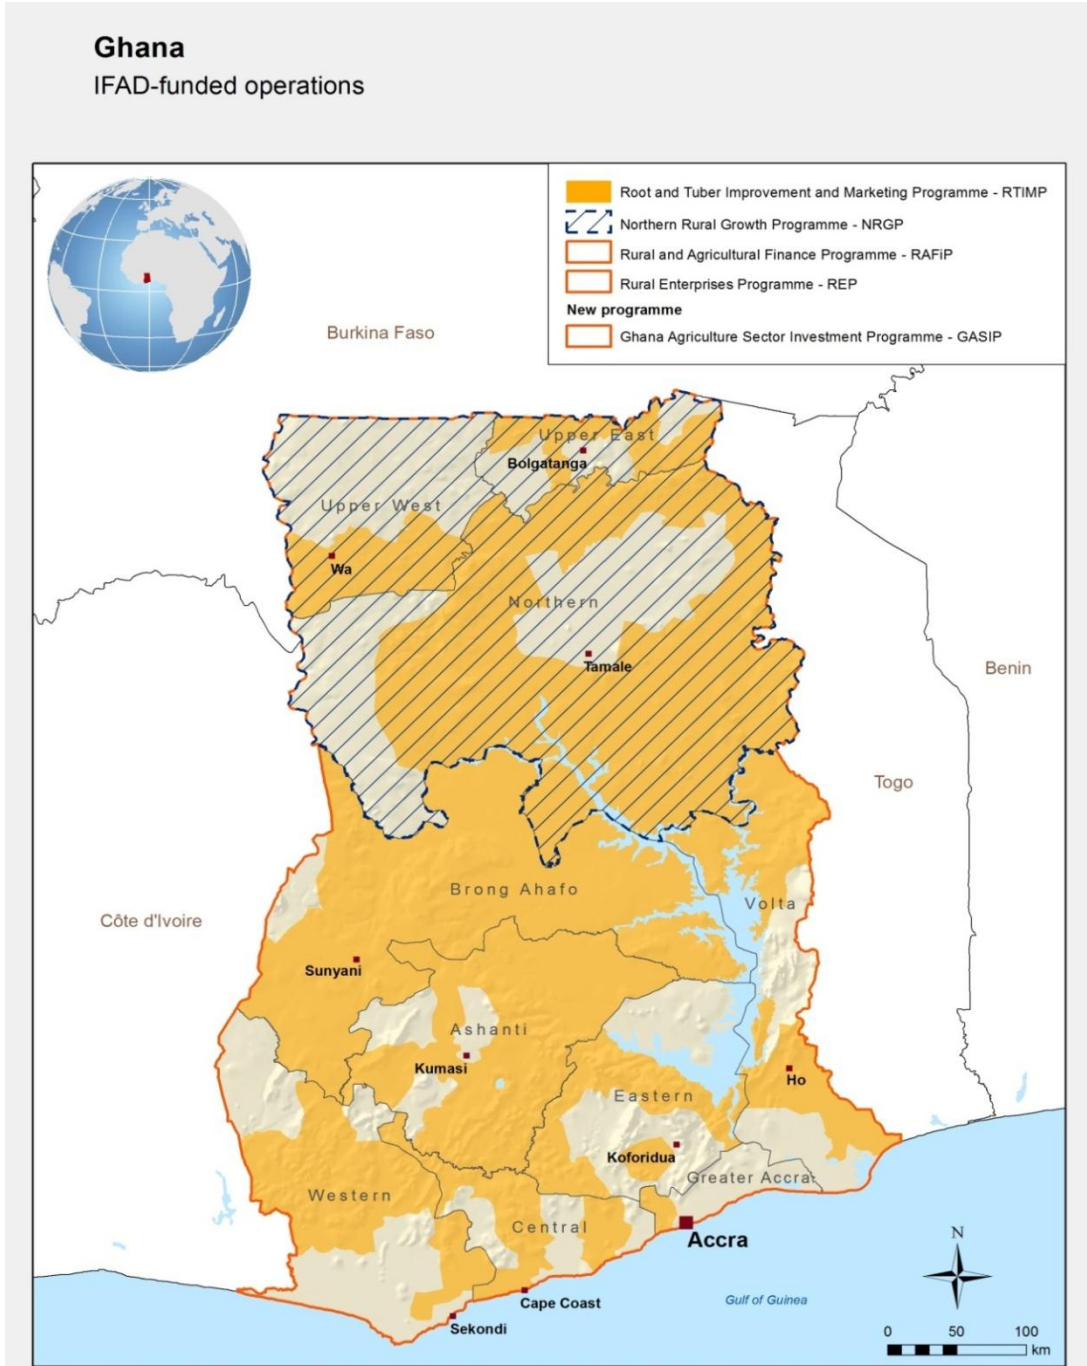 Ghana
IFAD-funded operations
Root and Tuber Improvement and Marketing Programme - RTIMP
Northern Rural Growth Programme - NRGP
Rural and Agricultural Finance Programme - RAFiP
Rural Enterprises Programme - REP
New programme
Ghana Agriculture Sector Investment Programme - GASIP
Burkina Faso
Upper East
Bolgatanga
Upper West
Wa
Northern
Tamale
Benin
Togo
Brong Ahafo
Volta
Côte d'Ivoire
Sunyani
Ashanti
Kumasi
Ho
Eastern
Koforidua
Greater Accra
Western
Central
Accra
N
Cape Coast
Gulf of Guinea
Sekondi
0 50 100
km